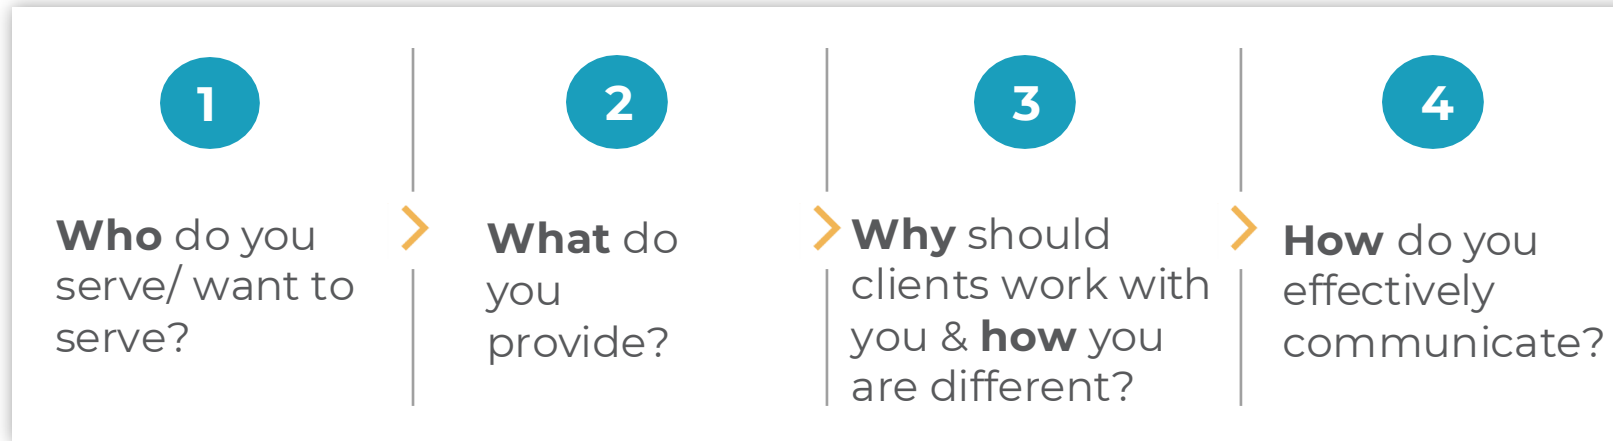 1
Who do you
serve/ want to
serve?
2
What do
you
provide?
3
Why should
clients work with
you & how you
are different?
4
How do you
effectively
communicate?